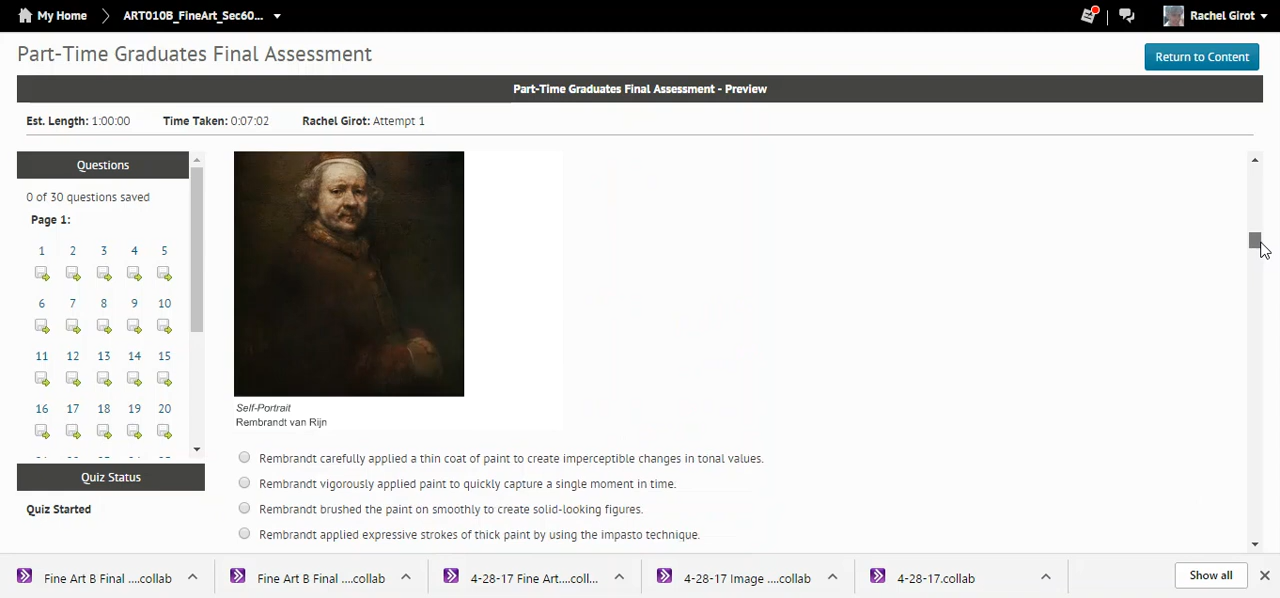 My Home
ART010B_FineArt_Sec60...
Rachel Girot
Part-Time Graduates Final Assessment
Return to Content
Part-Time Graduates Final Assessment - Preview
Est. Length: 1:00:00 Time Taken: 0:07:02 Rachel Girot: Attempt 1
Questions
0 of 30 questions saved
Page 1:
1 2 3 4 5
6 7 8 9 10
11 12 13 14 15
16 17 18 19 20
Quiz Status
Quiz Started
Self-Portrait
Rembrandt van Rijn
Rembrandt carefully applied a thin coat of paint to create imperceptible changes in tonal values.
Rembrandt vigorously applied paint to quickly capture a single moment in time.
Rembrandt brushed the paint on smoothly to create solid-looking figures.
Rembrandt applied expressive strokes of thick paint by using the impasto technique.
Fine Art B Final ....collab
Fine Art B Final ....collab
4-28-17 Fine Art....coll...
4-28-17 Image ....collab
4-28-17.collab
Show all